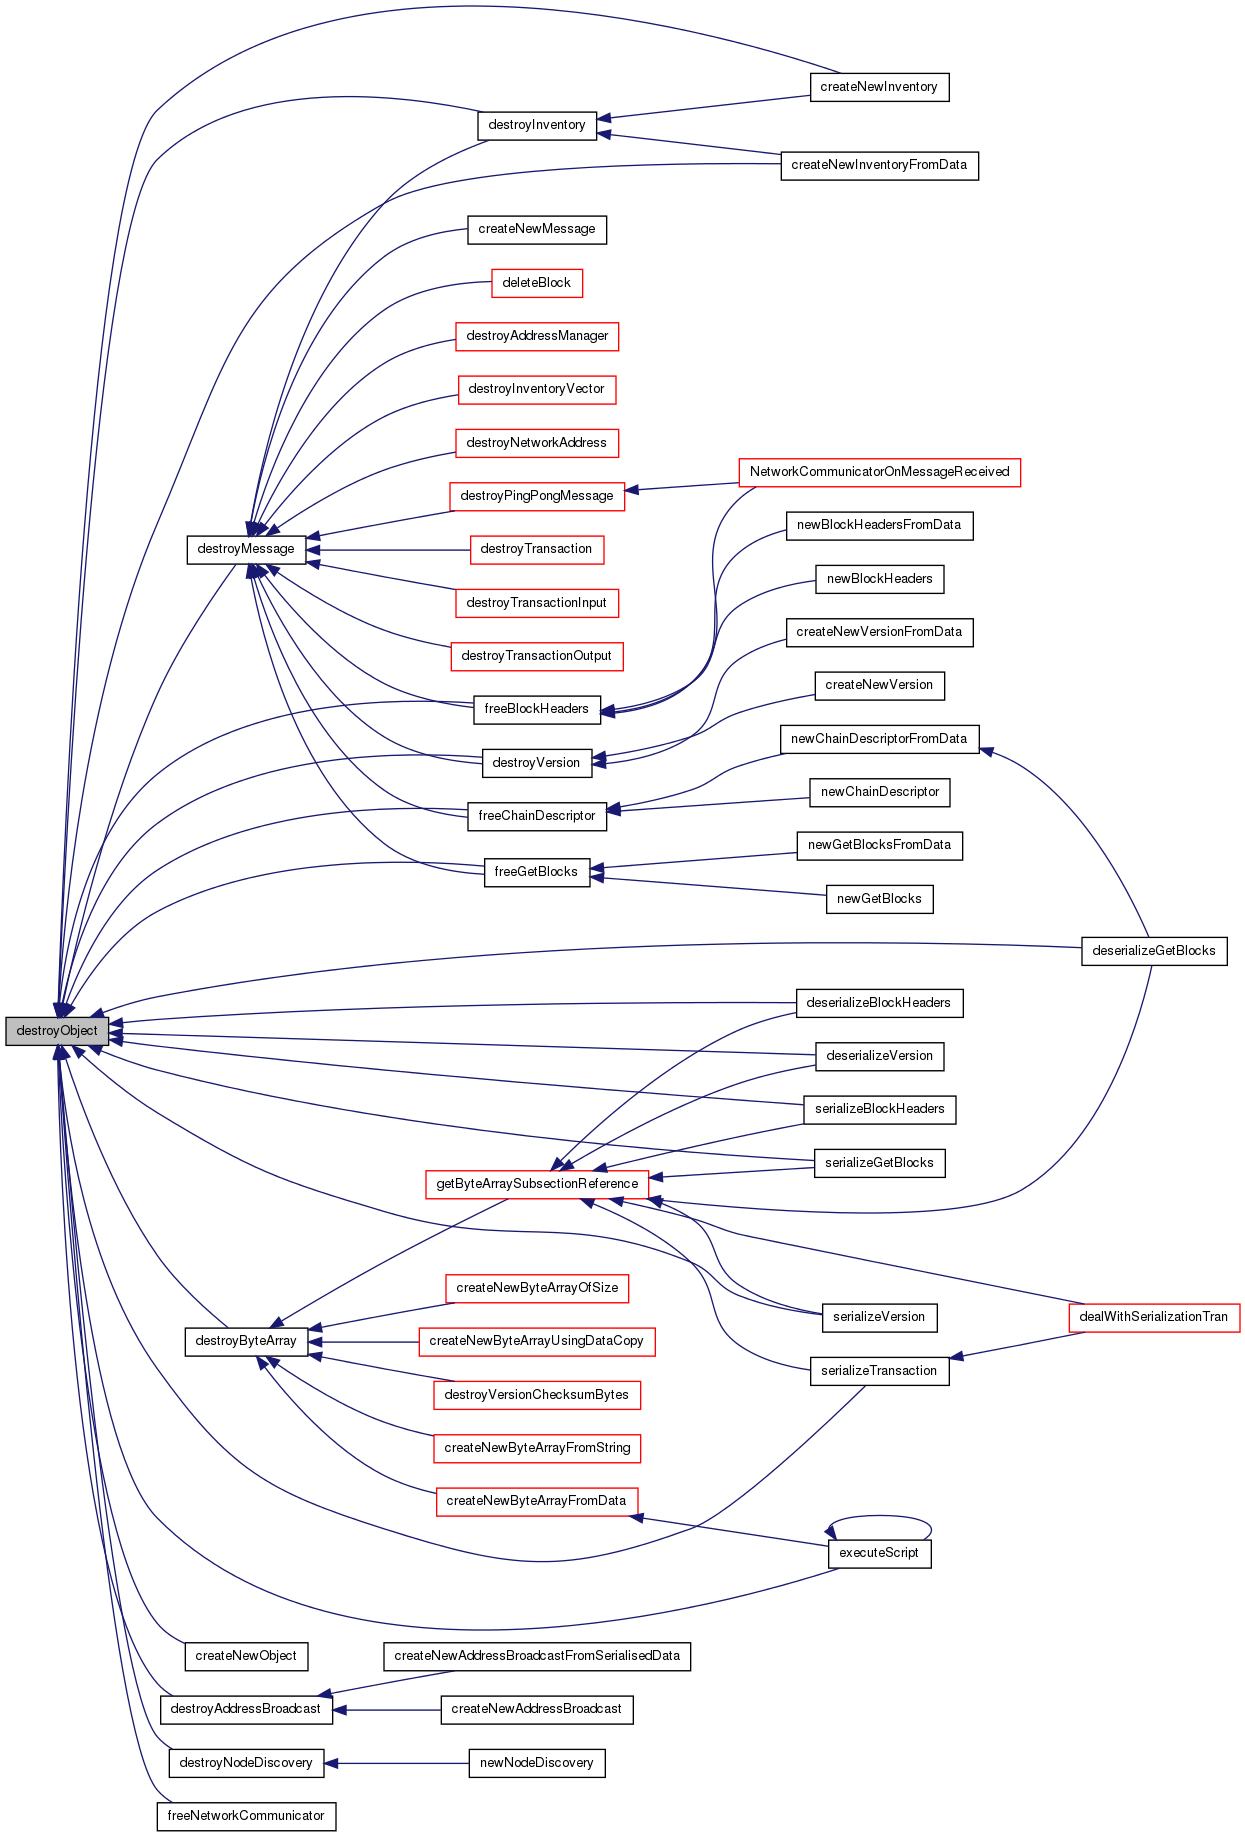 createNewInventory
destroyInventory
createNewInventoryFromData
createNewMessage
deleteBlock
destroyAddressManager
destroyInventoryVector
destroyNetworkAddress
NetworkCommunicatorOnMessageReceived
destroyPingPongMessage
newBlockHeadersFromData
destroyMessage
destroyTransaction
newBlockHeaders
destroyTransactionInput
createNewVersionFromData
destroyTransactionOutput
createNewVersion
freeBlockHeaders
newChainDescriptorFromData
destroyVersion
newChainDescriptor
freeChainDescriptor
newGetBlocksFromData
freeGetBlocks
newGetBlocks
deserializeGetBlocks
deserializeBlockHeaders
destroyObject
deserializeVersion
serializeBlockHeaders
serializeGetBlocks
getByteArraySubsectionReference
createNewByteArrayOfSize
serializeVersion
dealWithSerializationTran
destroyByteArray
createNewByteArrayUsingDataCopy
serializeTransaction
destroyVersionChecksumBytes
createNewByteArrayFromString
createNewByteArrayFromData
executeScript
createNewObject
createNewAddressBroadcastFromSerialisedData
destroyAddressBroadcast
createNewAddressBroadcast
destroyNodeDiscovery
newNodeDiscovery
freeNetworkCommunicator